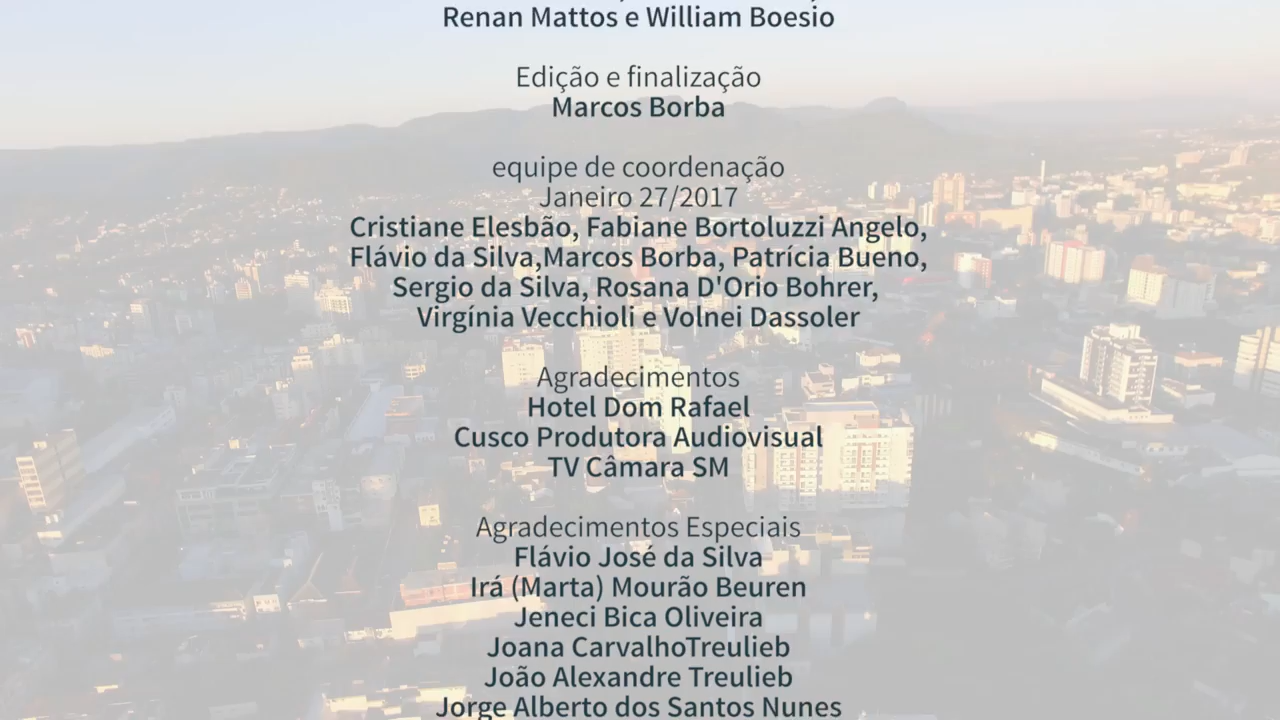 Renan Mattos e William Boesio
Edição e finalização
Marcos Borba
equipe de coordenação
Janeiro 27/2017
Cristiane Elesbão, Fabiane Bortoluzzi Angelo,
Flávio da Silva,Marcos Borba, Patrícia Bueno,
Sergio da Silva, Rosana D'Orio Bohrer,
Virgínia Vecchioli e Volnei Dassoler
Agradecimentos
Hotel Dom Rafael
Cusco Produtora Audiovisual
TV Câmara SM
Agradecimentos Especiais
Flávio José da Silva
Irá (Marta) Mourão Beuren
Jeneci Bica Oliveira
Joana CarvalhoTreulieb
João Alexandre Treulieb
Jorge Alberto dos Santos Nunes